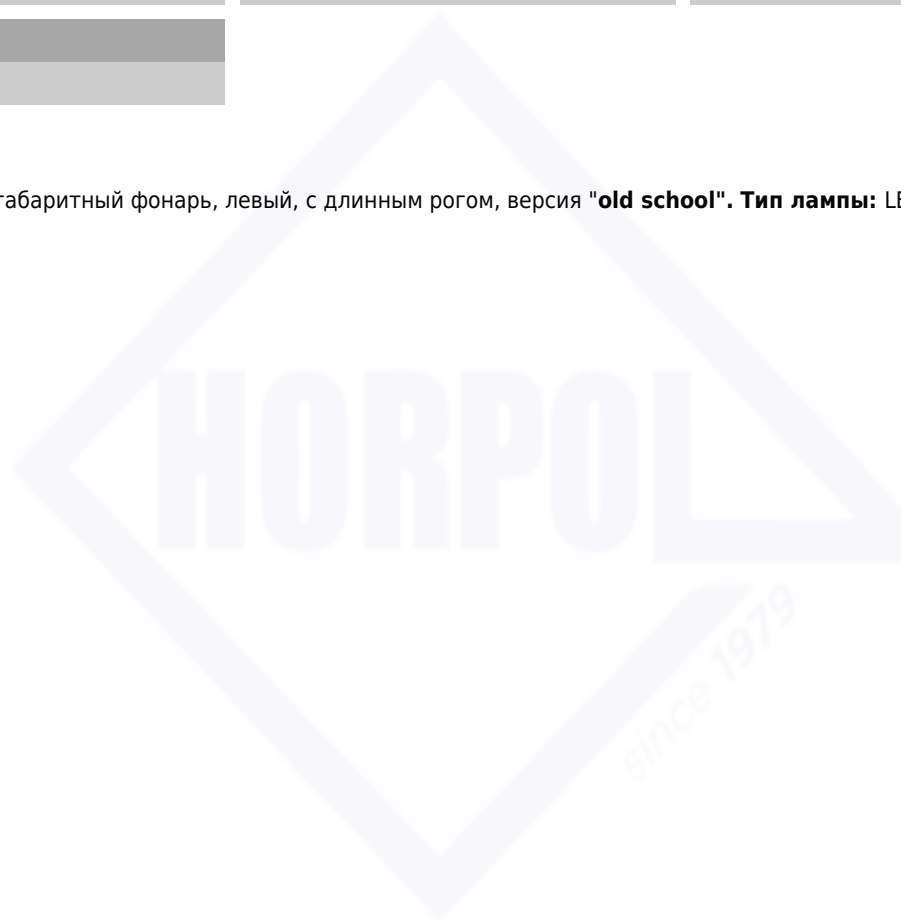 габаритный фонарь, левый, с длинным рогом, версия "old school". Тип лампы:
HORPOL
since 1979